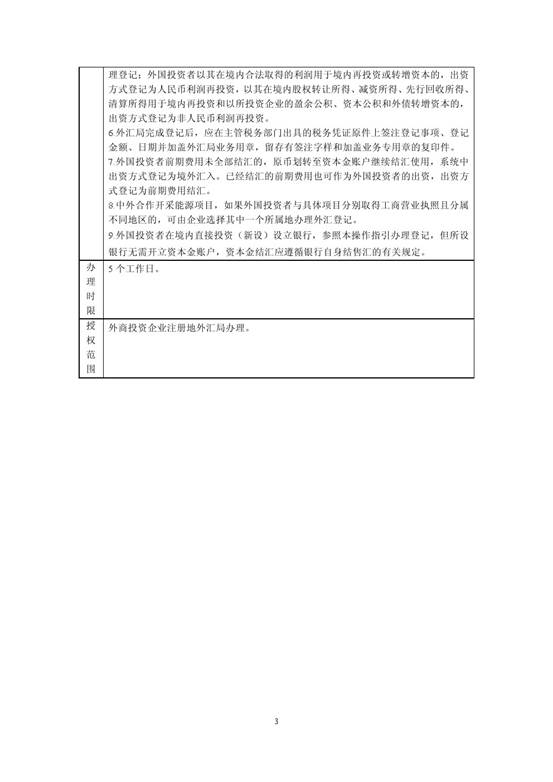 理登记；外国投资者以其在境内合法取得的利润用于境内再投资或转增资本的，出资
方式登记为人民币利润再投资，以其在境内股权转让所得、减资所得、先行回收所得、
清算所得用于境内再投资和以所投资企业的盈余公积、资本公积和外债转增资本的，
出资方式登记为非人民币利润再投资。
6.外汇局完成登记后，应在主管税务部门出具的税务凭证原件上签注登记事项、登记
金额、日期并加盖外汇局业务用章，留存有签注字样和加盖业务专用章的复印件。
7.外国投资者前期费用未全部结汇的，原币划转至资本金账户继续结汇使用，系统中
出资方式登记为境外汇入。已经结汇的前期费用也可作为外国投资者的出资，出资方
式登记为前期费用结汇。
8.中外合作开采能源项目，如果外国投资者与具体项目分别取得工商营业执照且分属
不同地区的，可由企业选择其中一个所属地办理外汇登记。
9.外国投资者在境内直接投资（新设）设立银行，参照本操作指引办理登记，但所设
银行无需开立资本金账户，资本金结汇应遵循银行自身结售汇的有关规定。
办
理
时
限
5 个工作日。
授
权
范
围
外商投资企业注册地外汇局办理。
3